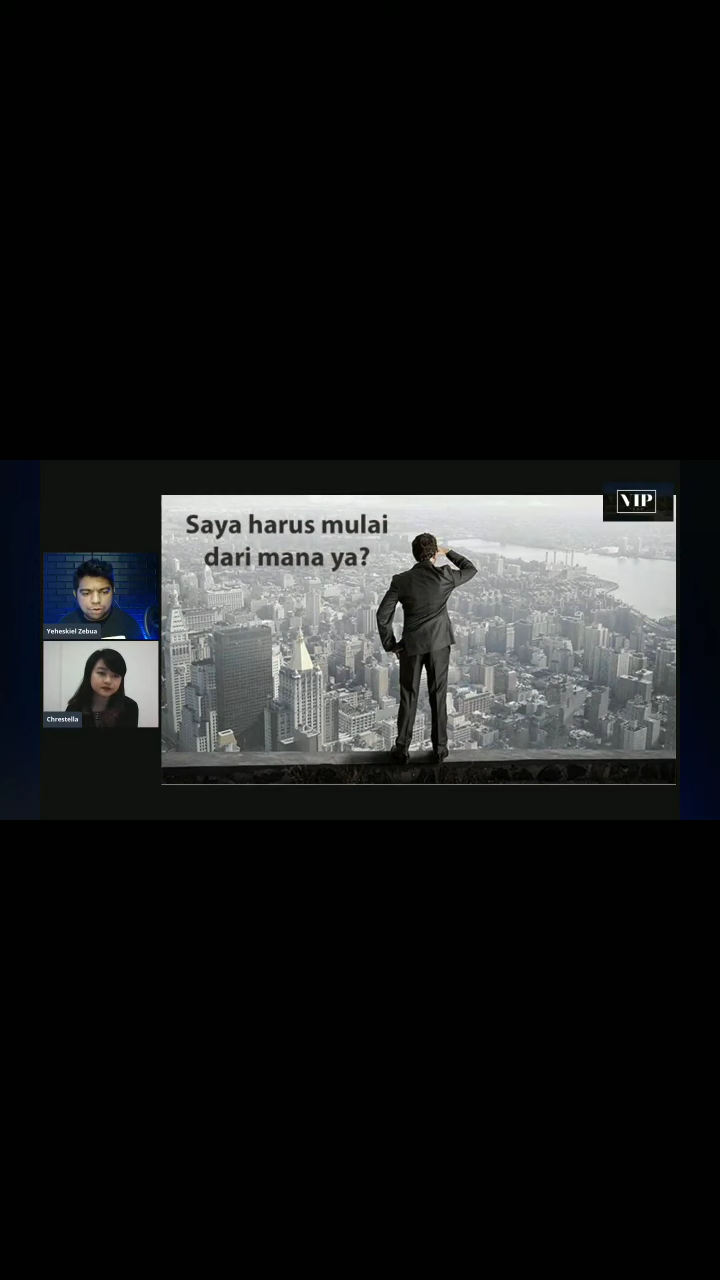 VIP
Saya harus mulai
dari mana ya?
Yeheskiel Zebua
Chrestella